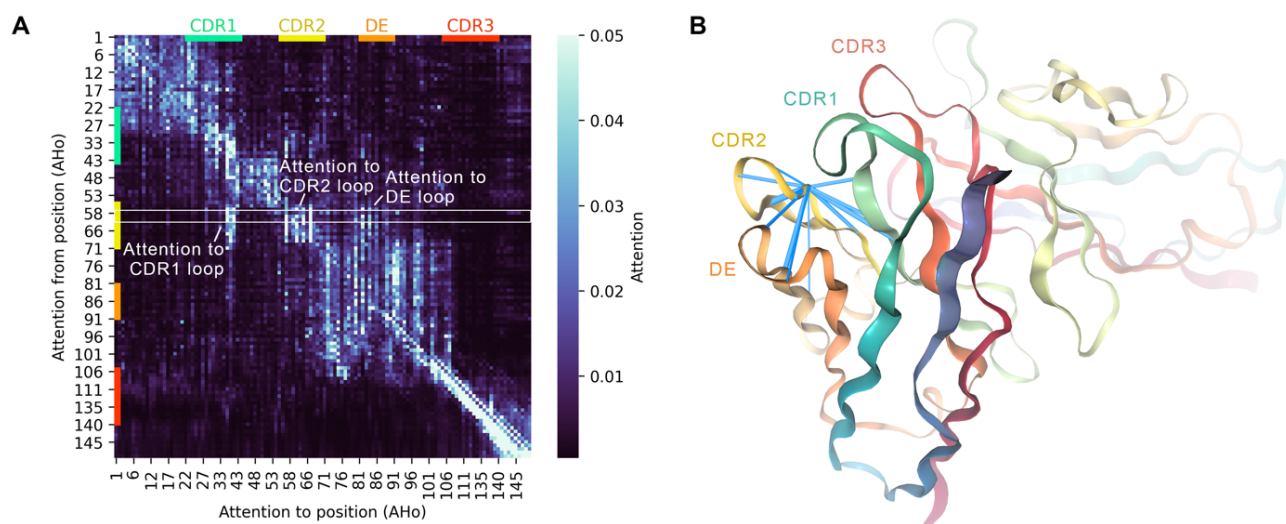 A
CDR1 CDR2 DE CDR3
1
6
12
17
22
27
33
43
48
53
58
66
71
76
81
86
91
96
101
106
111
135
140
145
Attention from position (AHo)
Attention to
CDR2 loop
Attention to
DE loop
Attention to
CDR1 loop
1 6 12 17 22 27 33 43 48 53 58 66 71 76 81 86 91 96 101 106 111 135 140 145
Attention to position (AHo)
0.05
0.04
0.03
0.02
0.01
Attention
B
CDR3
CDR1
CDR2
DE